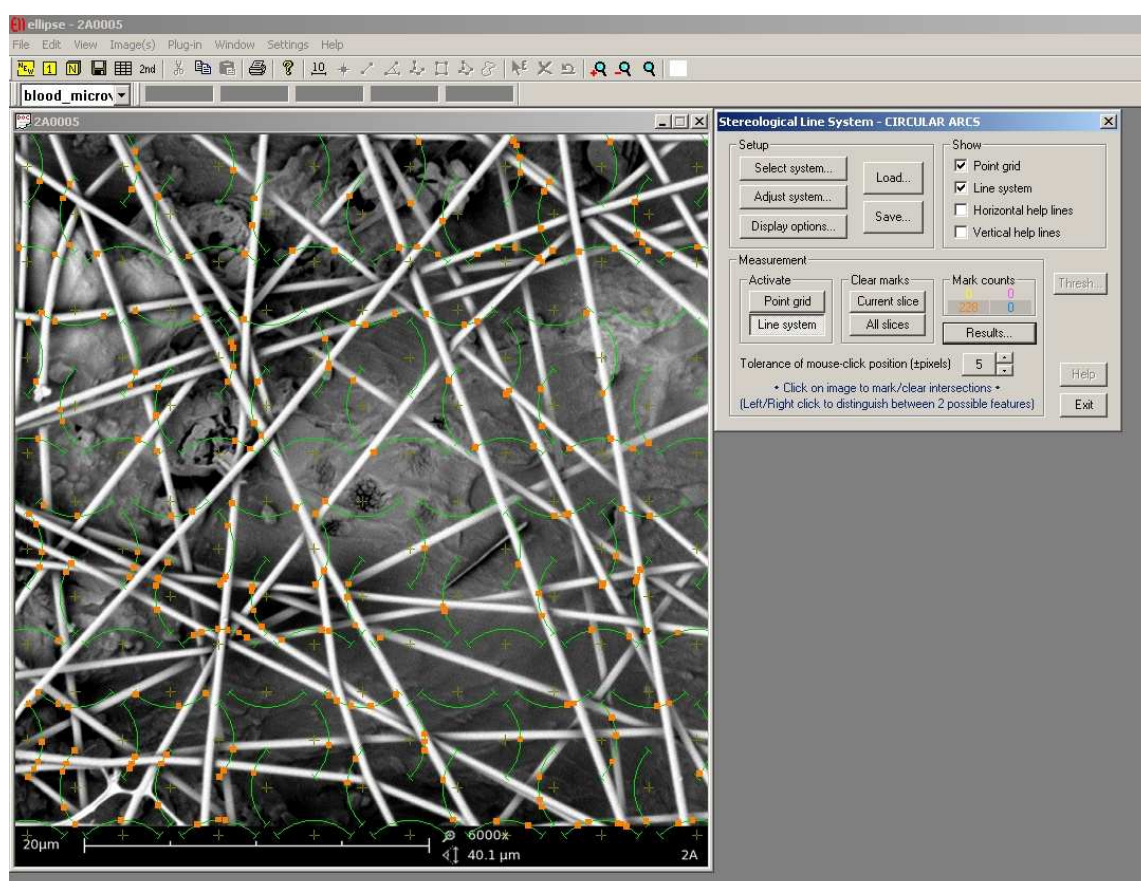 ellipse - 2A0005
File Edit View Image(s) Plug-in Window Settings Help
NEW 1 N 2nd 10
blood_microv
2A0005
Stereological Line System - CIRCULAR ARCS
Setup
Select system...
Load...
Adjust system...
Save...
Display options...
Show
Point grid
Line system
Horizontal help lines
Vertical help lines
Measurement
Activate
Point grid
Line system
Clear marks
Current slice
All slices
Mark counts
0 0
228 0
Results...
Thresh...
Tolerance of mouse-click position (±pixels) 5
• Click on image to mark/clear intersections •
(Left/Right click to distinguish between 2 possible features)
Help
Exit
20µm
6000x
40.1 µm
2A